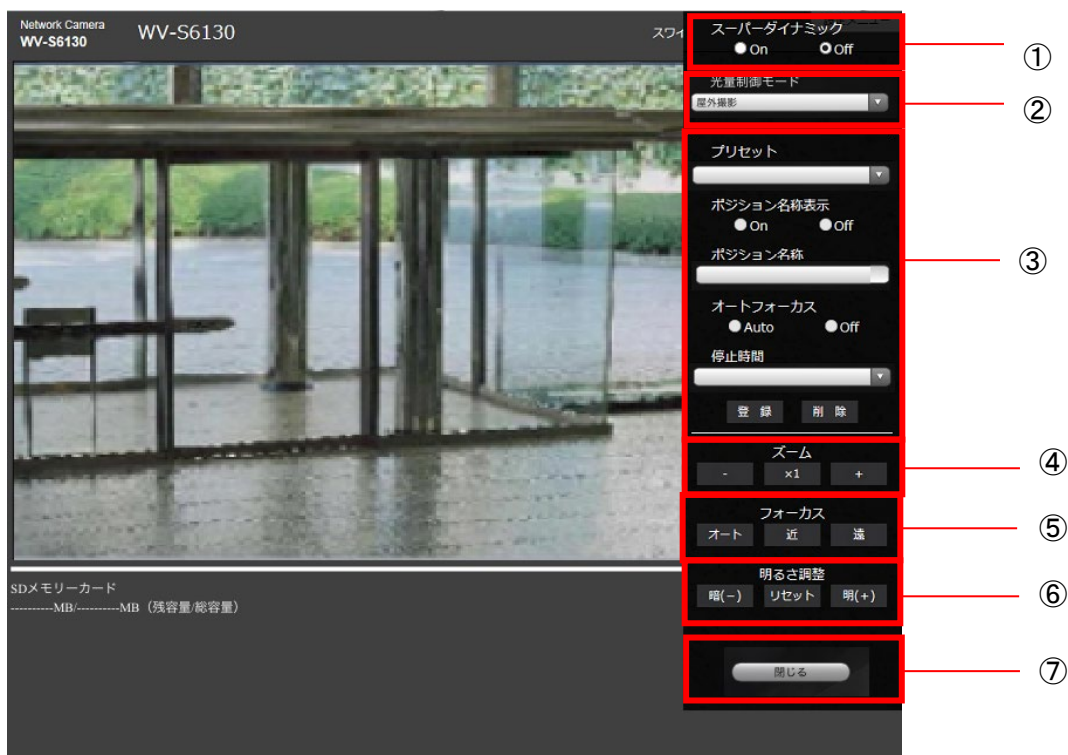 Network Camera
WV-S6130
WV-S6130
スーパーダイナミック
On Off
①
光量制御モード
屋外撮影
②
プリセット
ポジション名称表示
On Off
ポジション名称
③
オートフォーカス
Auto Off
停止時間
登 録 削 除
ズーム
- ×1 +
④
フォーカス
オート 近 遠
⑤
明るさ調整
暗(-) リセット 明(+)
⑥
SDメモリーカード
----------MB/----------MB（残容量/総容量）
閉じる
⑦